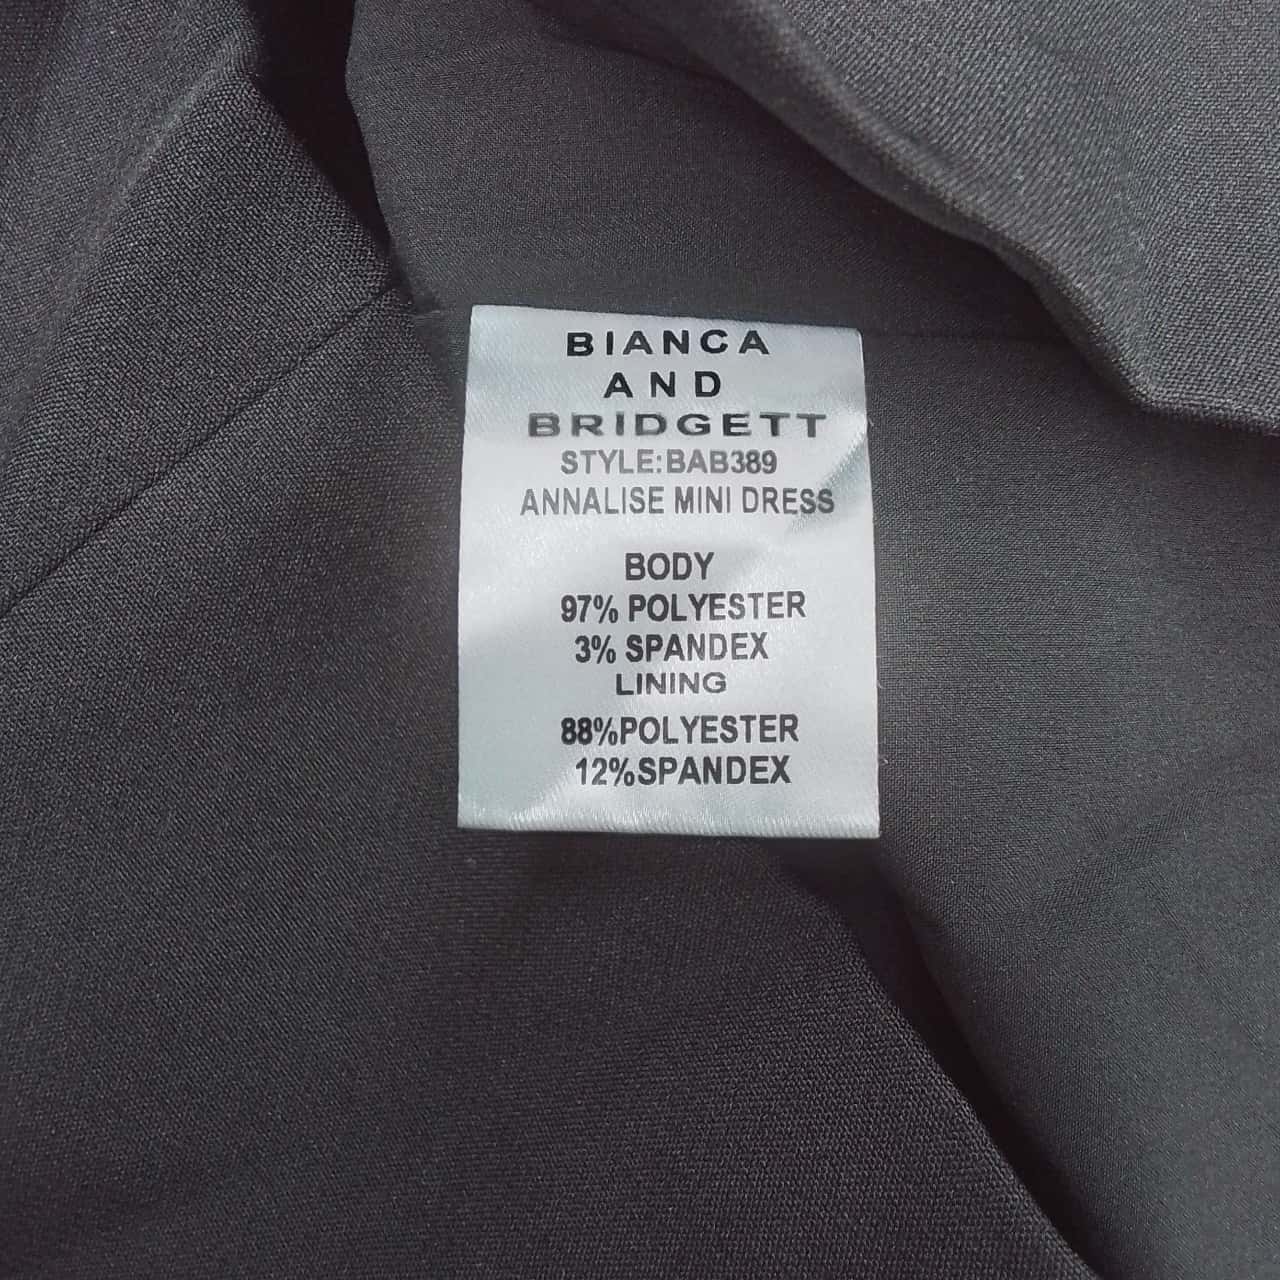 BIANCA
AND
BRIDGETT
STYLE:BAB389
ANNALISE MINI DRESS
BODY
97% POLYESTER
3% SPANDEX
LINING
88%POLYESTER
12%SPANDEX